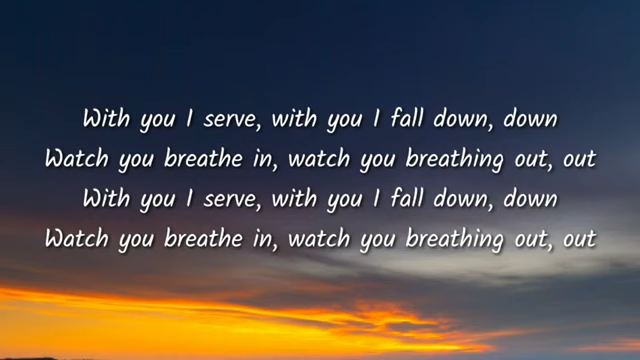 With you I serve, with you I fall down, down
Watch you breathe in, watch you breathing out, out
With you I serve, with you I fall down, down
Watch you breathe in, watch you breathing out, out